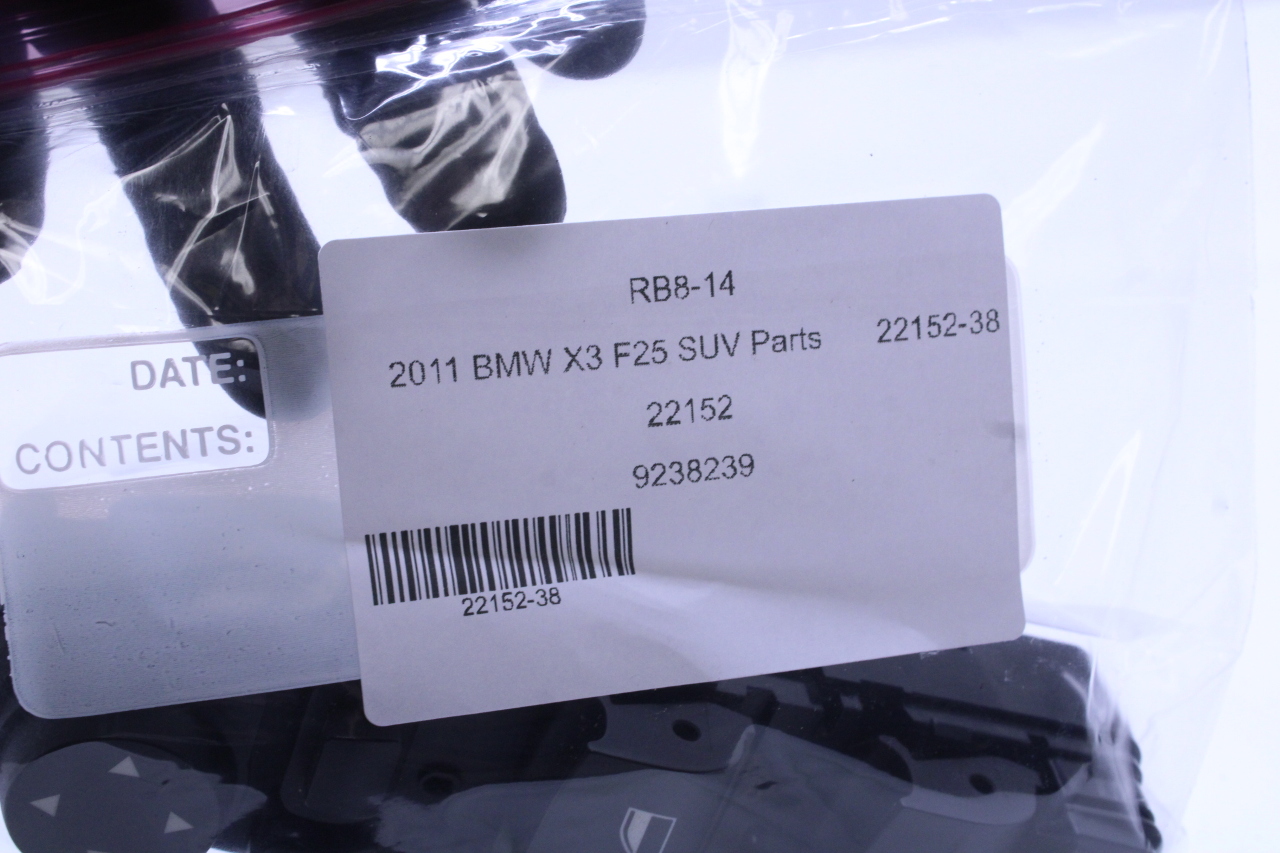 RB8-14
2011 BMW X3 F25 SUV Parts 22152-38
22152
9238239
22152-38
DATE:
CONTENTS: